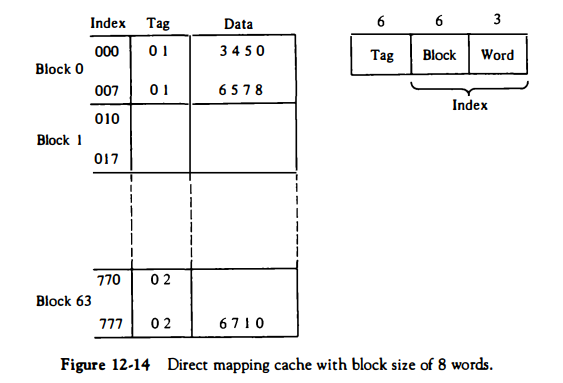 Index Tag Data
000 0 1 3 4 5 0
Block 0
007 0 1 6 5 7 8
010
Block 1
017
770 0 2
Block 63
777 0 2 6 7 1 0
6 6 3
Tag Block Word
Index
Figure 12-14 Direct mapping cache with block size of 8 words.